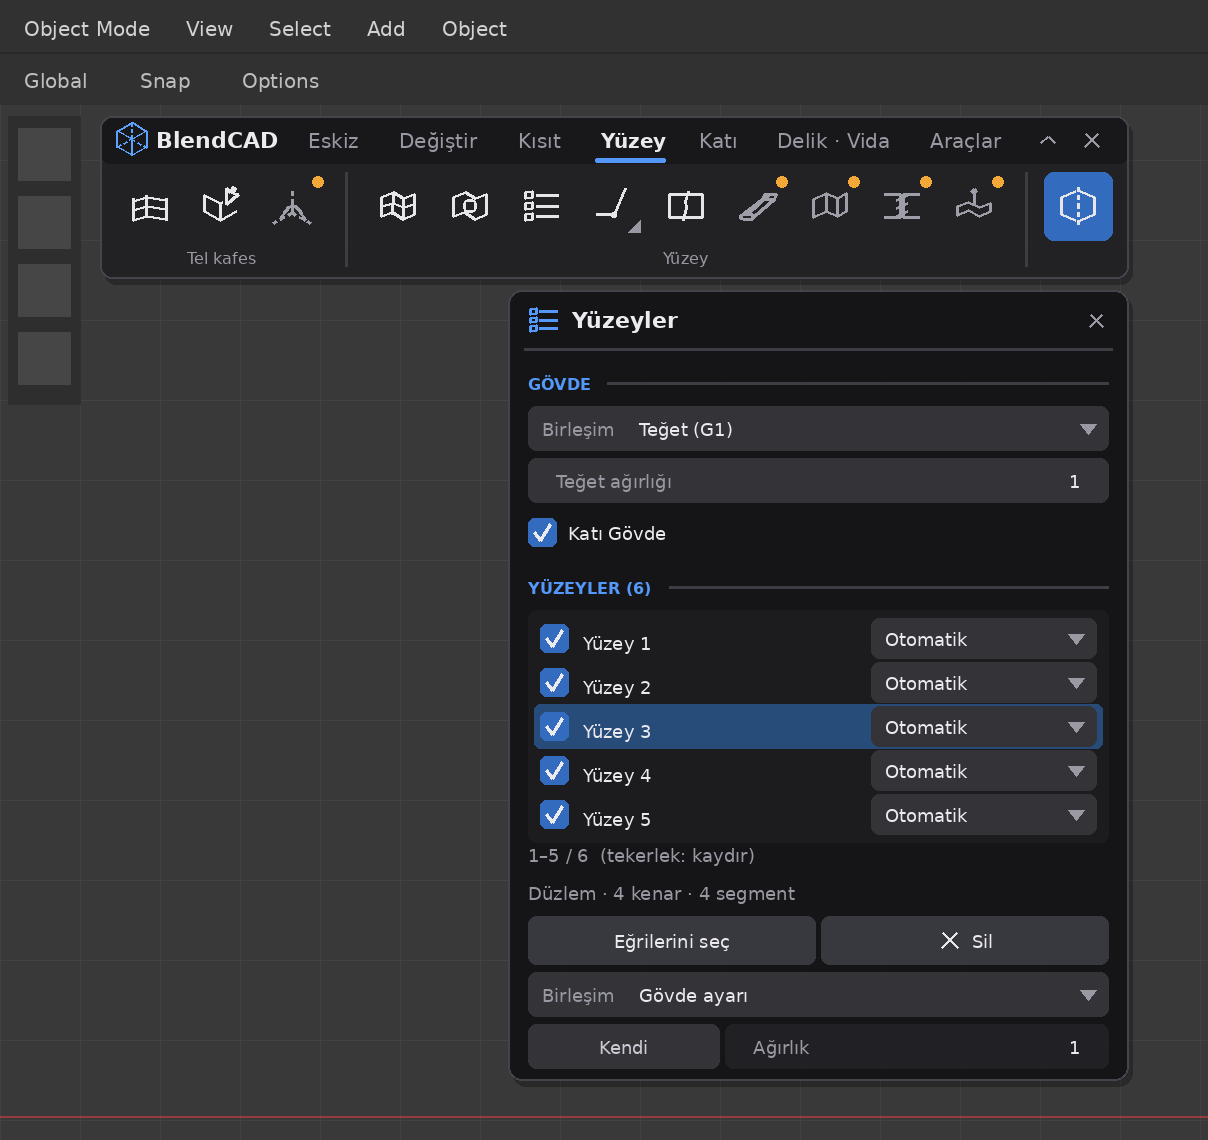 Object Mode View Select Add Object
Global Snap Options
BlendCAD Eskiz Değiştir Kısıt Yüzey Katı Delik · Vida Araçlar
Tel kafes Yüzey
Yüzeyler
GÖVDE
Birleşim Teğet (G1)
Teğet ağırlığı 1
Katı Gövde
YÜZEYLER (6)
Yüzey 1 Otomatik
Yüzey 2 Otomatik
Yüzey 3 Otomatik
Yüzey 4 Otomatik
Yüzey 5 Otomatik
1–5 / 6 (tekerlek: kaydır)
Düzlem · 4 kenar · 4 segment
Eğrilerini seç Sil
Birleşim Gövde ayarı
Kendi Ağırlık 1